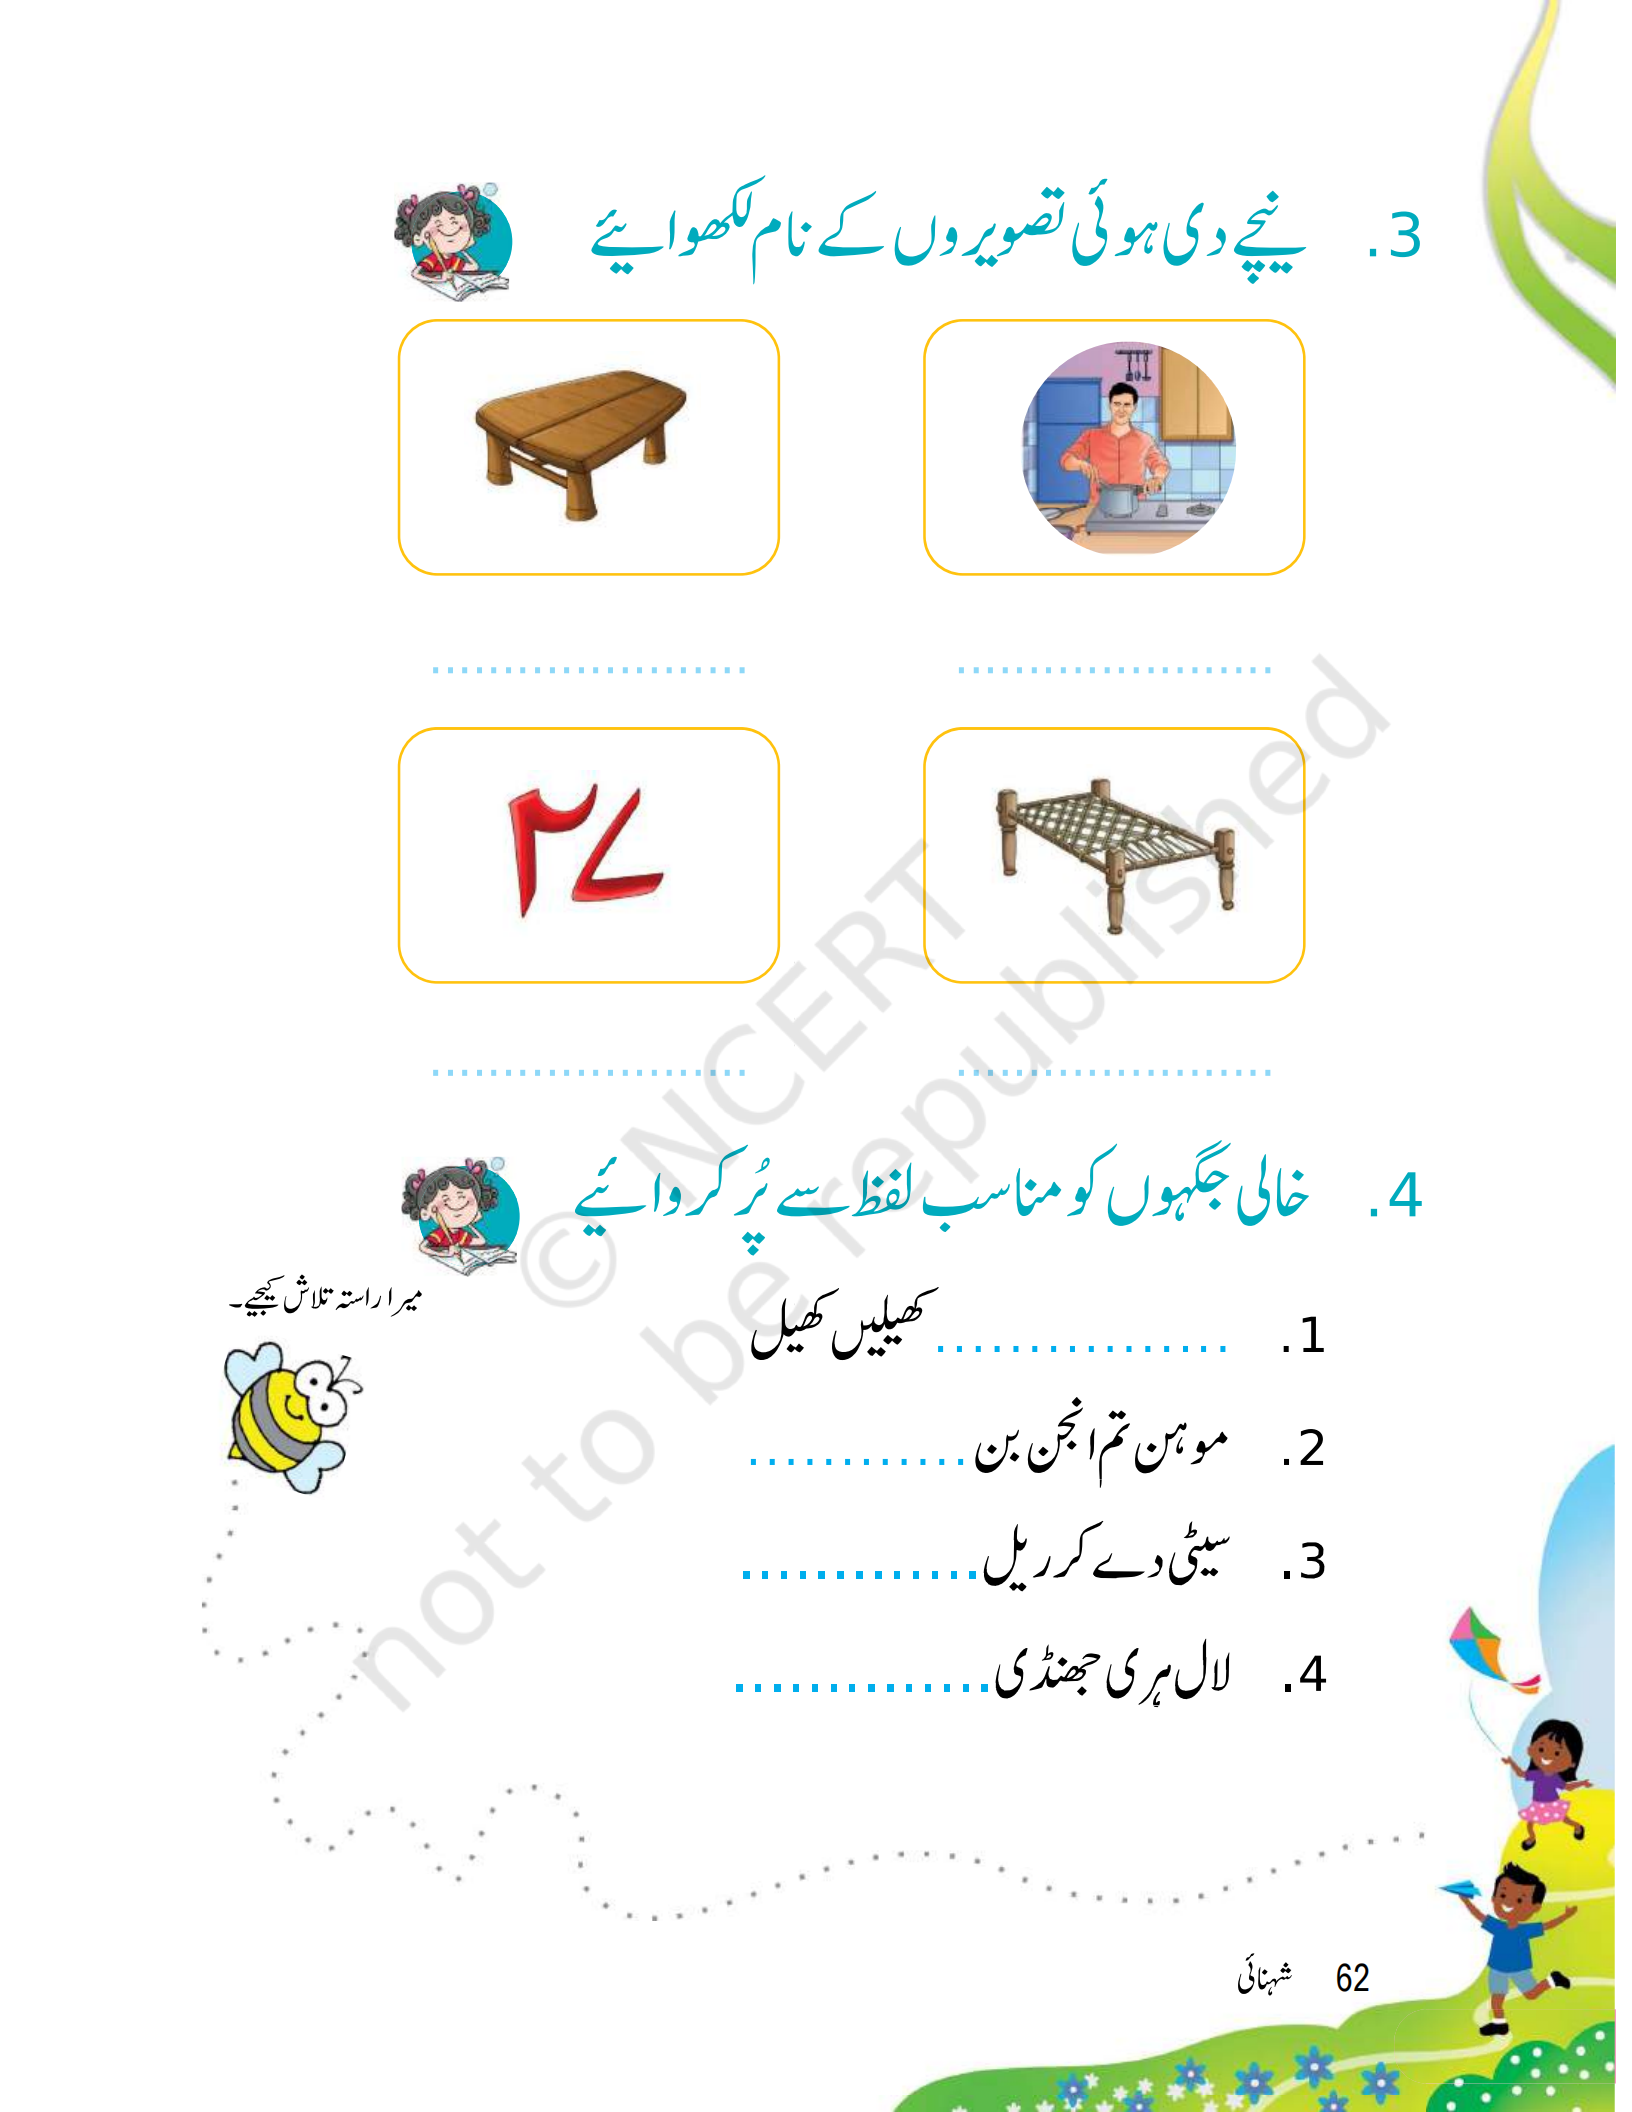 3. نیچے دی ہوئی تصویروں کے نام لکھوایئے
۲۷
4. خالی جگہوں کو مناسب لفظ سے پُر کروائیے
میرا راستہ تلاش کیجیے۔
1. ................ کھیلیں کھیل
2. موہن تم انجن بن ............
3. سیٹی دے کر ریل .............
4. لال ہری جھنڈی ..............
© NCERT
not to be republished
62 شہنائی